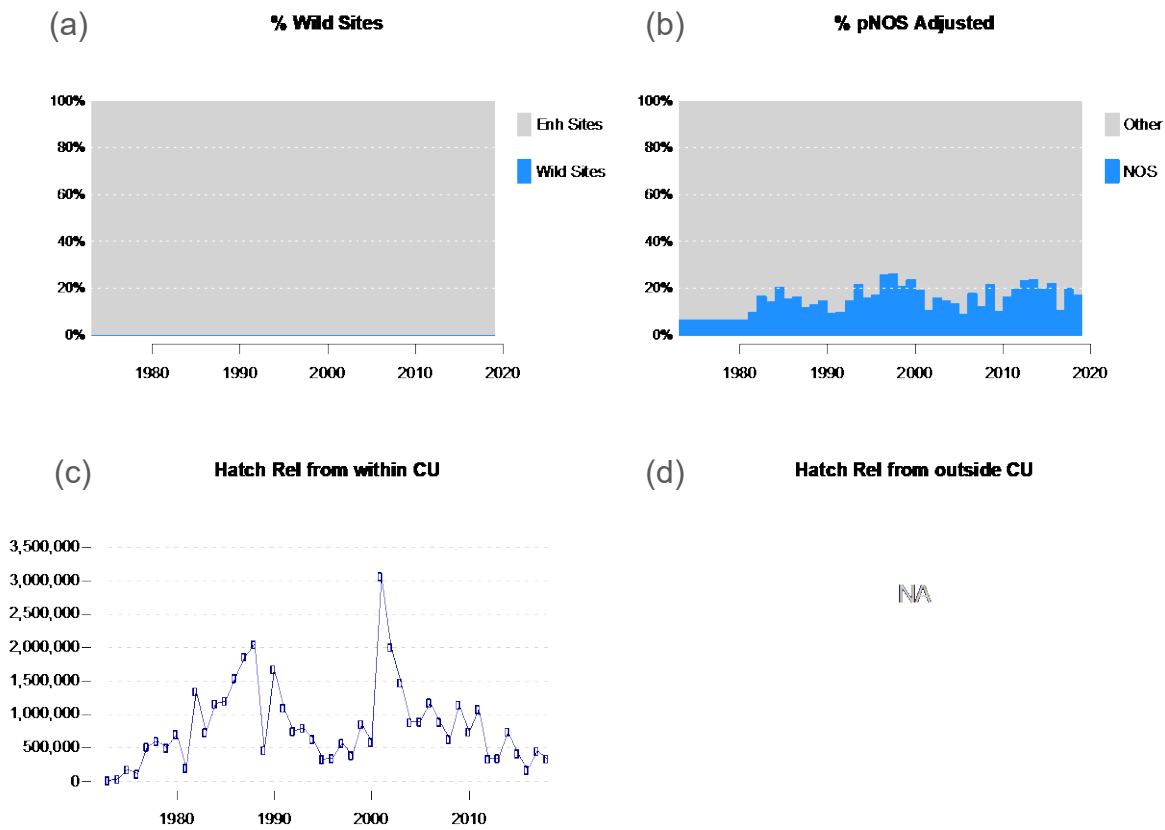 (a) % Wild Sites
100%
80%
60%
40%
20%
0%
Enh Sites
Wild Sites
1980 1990 2000 2010 2020
(b) % pNOS Adjusted
100%
80%
60%
40%
20%
0%
Other
NOS
1980 1990 2000 2010 2020
(c) Hatch Rel from within CU
3,500,000
3,000,000
2,500,000
2,000,000
1,500,000
1,000,000
500,000
0
1980 1990 2000 2010
(d) Hatch Rel from outside CU
NA